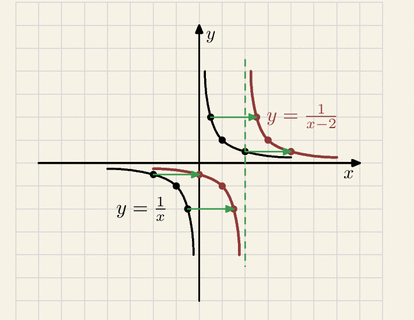 y
y = 1/(x−2)
x
y = 1/x